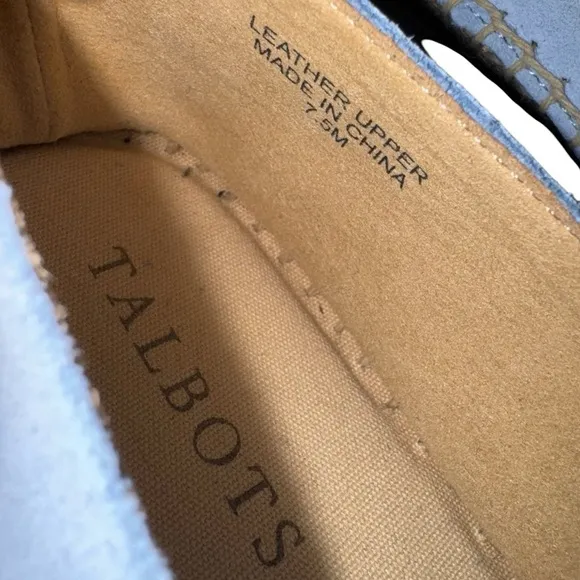 LEATHER UPPER
MADE IN CHINA
7.5M
TALBOTS